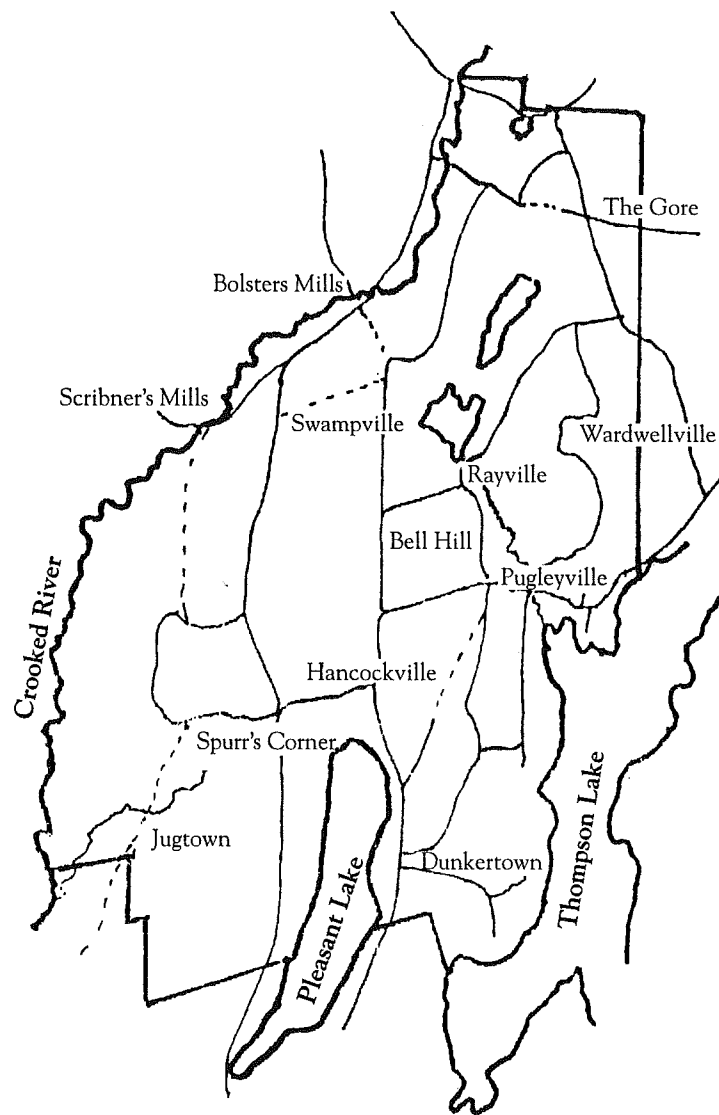 The Gore
Bolsters Mills
Scribner's Mills
Swampville
Wardwellville
Rayville
Bell Hill
Pugleyville
Crooked River
Hancockville
Spurr's Corner
Jugtown
Dunkertown
Thompson Lake
Pleasant Lake